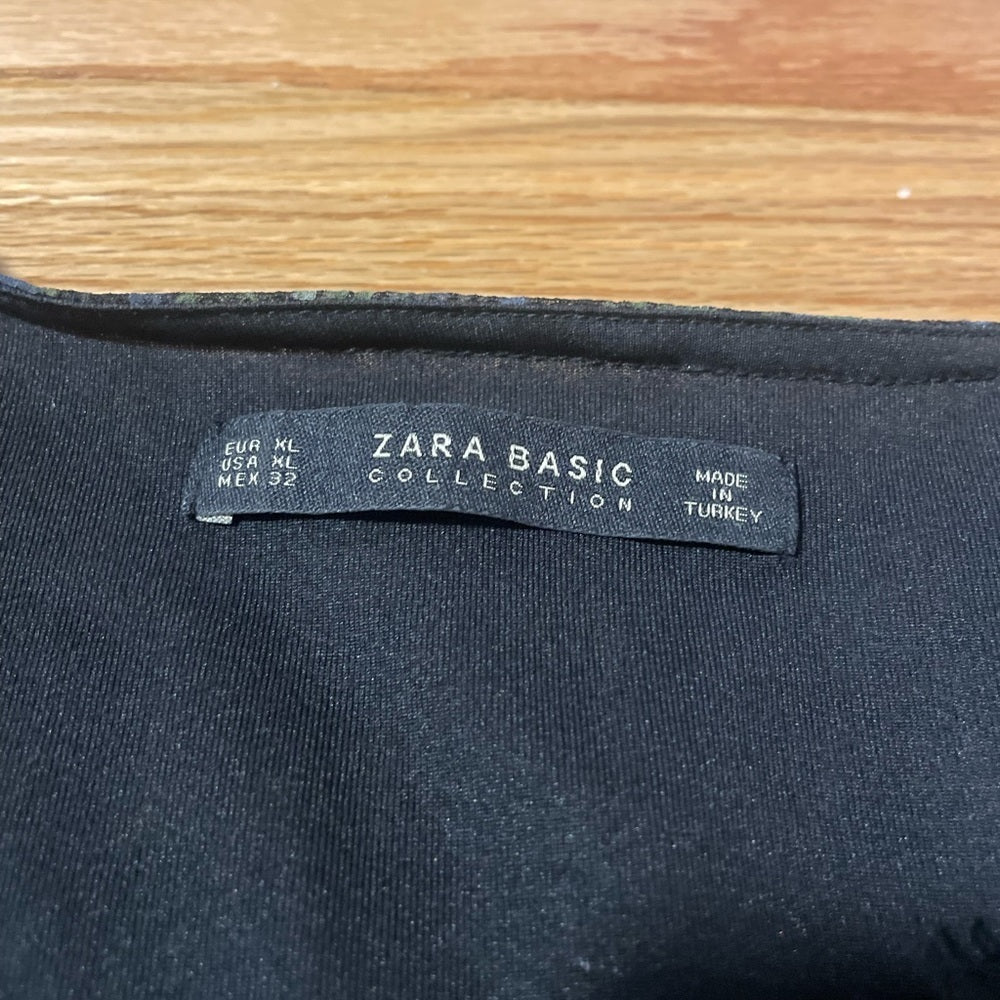 EUR XL
USA XL
MEX 32
ZARA BASIC
COLLECTION
MADE
IN
TURKEY